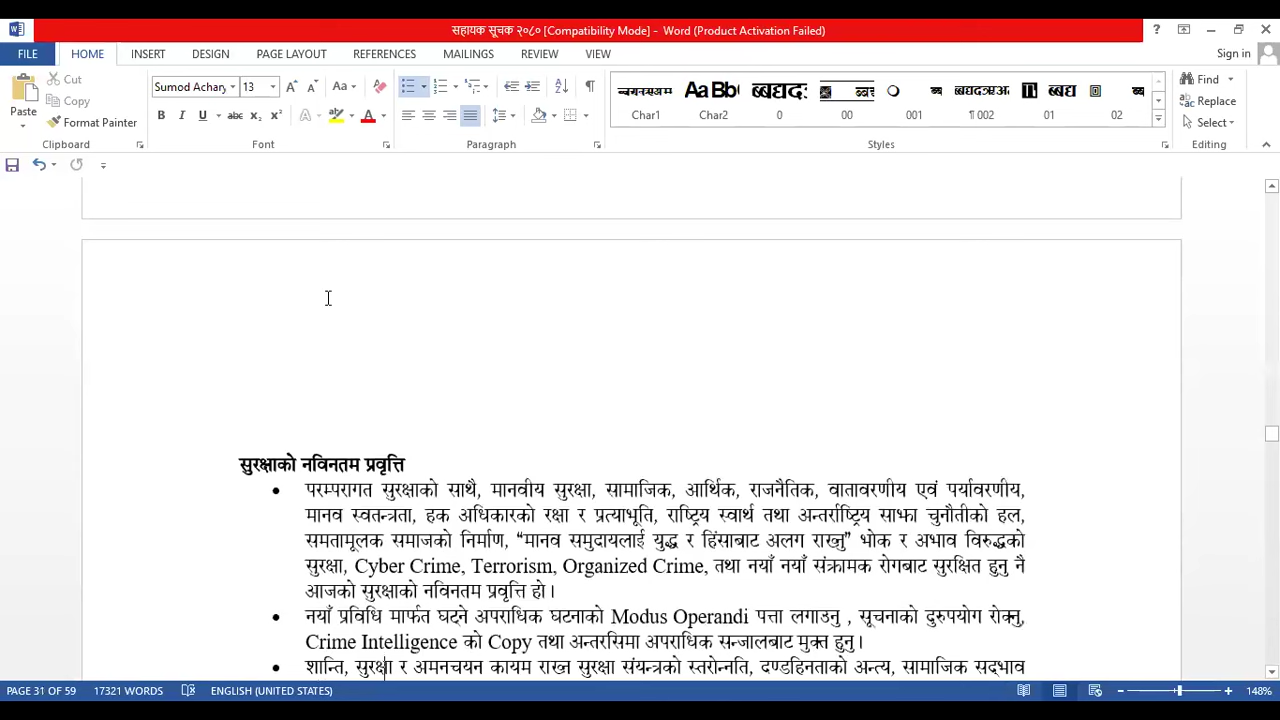 सहायक सूचक २०८० [Compatibility Mode] - Word (Product Activation Failed)
FILE HOME INSERT DESIGN PAGE LAYOUT REFERENCES MAILINGS REVIEW VIEW Sign in
Cut
Copy
Format Painter
Paste
Clipboard
Sumod Achary 13
Font
Paragraph
Char1 Char2 0 00 001 002 ¶ 002 01 02
Styles
Find
Replace
Select
Editing
सुरक्षाको नविनतम प्रवृत्ति
• परम्परागत सुरक्षाको साथै, मानवीय सुरक्षा, सामाजिक, आर्थिक, राजनैतिक, वातावरणीय एवं पर्यावरणीय,
मानव स्वतन्त्रता, हक अधिकारको रक्षा र प्रत्याभूति, राष्ट्रिय स्वार्थ तथा अन्तर्राष्ट्रिय साझा चुनौतीको हल,
समतामूलक समाजको निर्माण, “मानव समुदायलाई युद्ध र हिंसाबाट अलग राख्नु” भोक र अभाव विरुद्धको
सुरक्षा, Cyber Crime, Terrorism, Organized Crime, तथा नयाँ नयाँ संक्रामक रोगबाट सुरक्षित हुनु नै
आजको सुरक्षाको नविनतम प्रवृत्ति हो ।
• नयाँ प्रविधि मार्फत घट्ने अपराधिक घटनाको Modus Operandi पत्ता लगाउनु , सूचनाको दुरुपयोग रोक्नु,
Crime Intelligence को Copy तथा अन्तरसिमा अपराधिक सन्जालबाट मुक्त हुनु ।
• शान्ति, सुरक्षा र अमनचयन कायम राख्न सुरक्षा संयन्त्रको स्तरोन्नति, दण्डहिनताको अन्त्य, सामाजिक सद्भाव
PAGE 31 OF 59 17321 WORDS ENGLISH (UNITED STATES) 148%